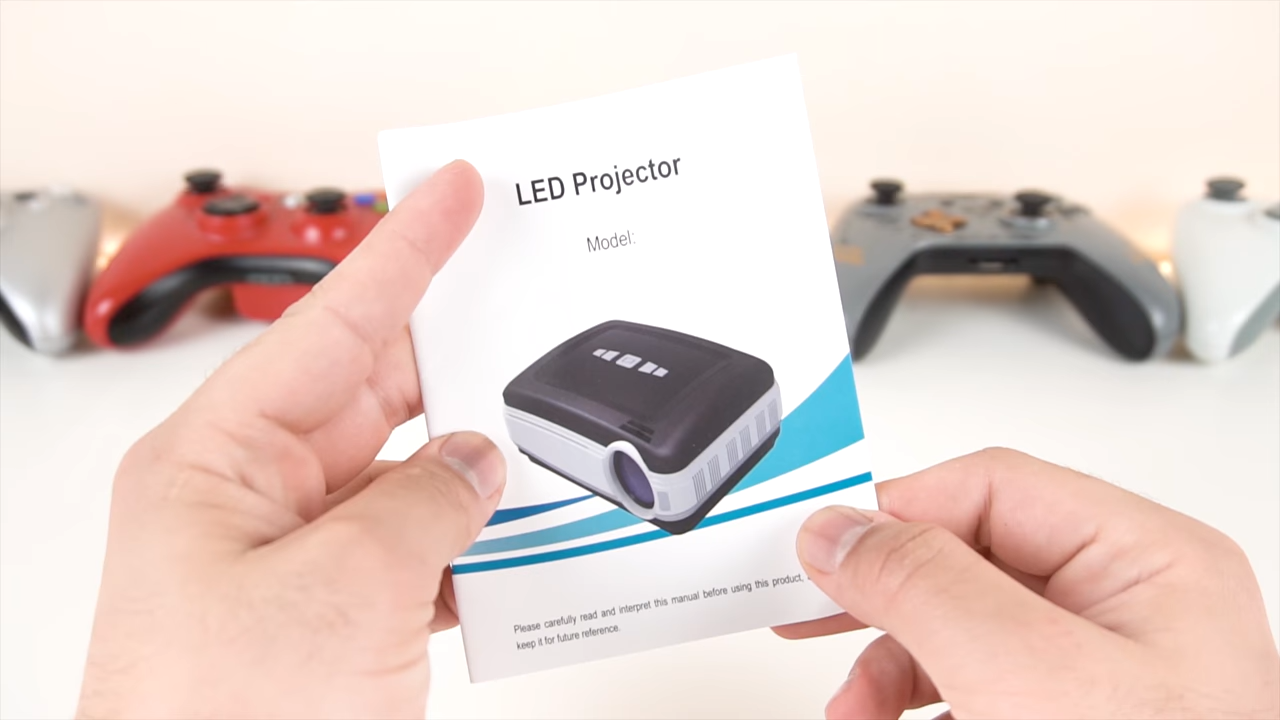 LED Projector
Model:
Please carefully read and interpret this manual before using this product,
keep it for future reference.